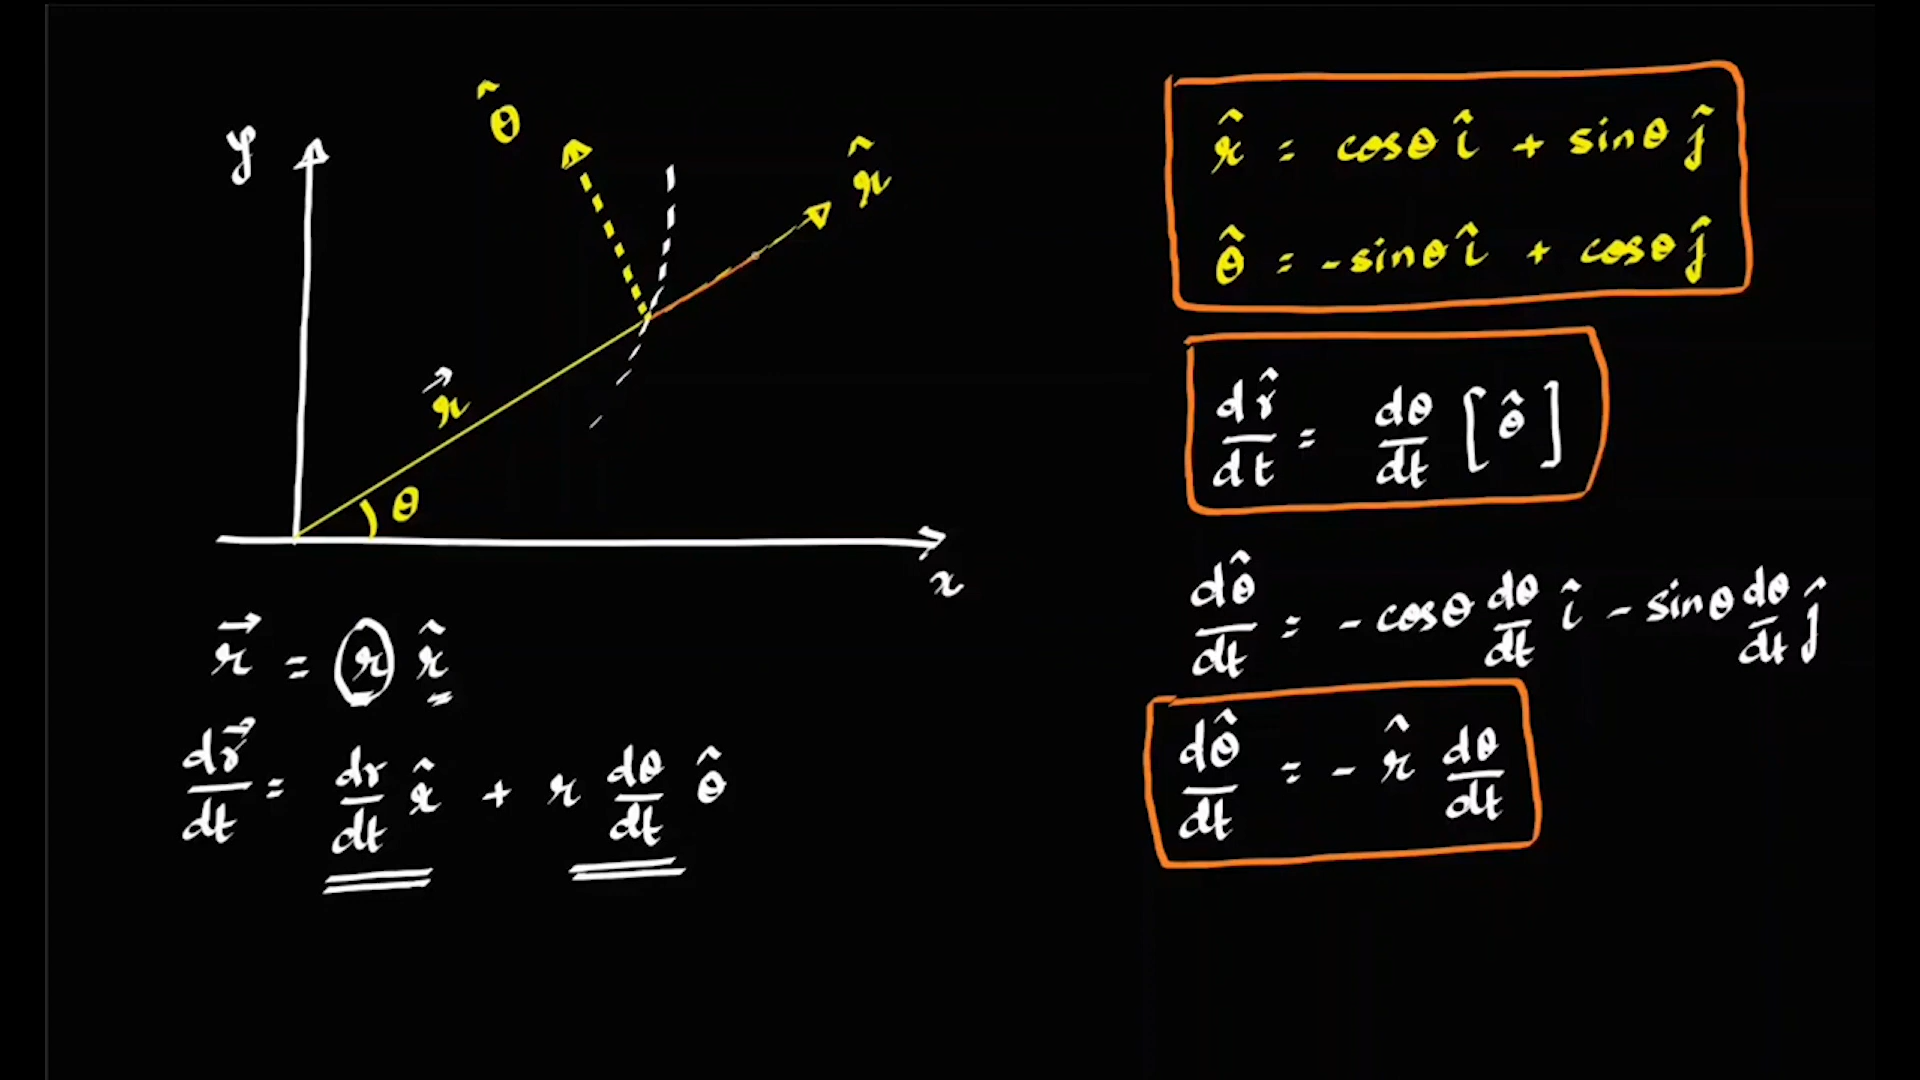 y
θ̂
r̂
r⃗
θ
x
r⃗ = r r̂
dr⃗/dt = dr/dt r̂ + r dθ/dt θ̂
r̂ = cosθ î + sinθ ĵ
θ̂ = -sinθ î + cosθ ĵ
dr̂/dt = dθ/dt [θ̂]
dθ̂/dt = -cosθ dθ/dt î - sinθ dθ/dt ĵ
dθ̂/dt = - r̂ dθ/dt